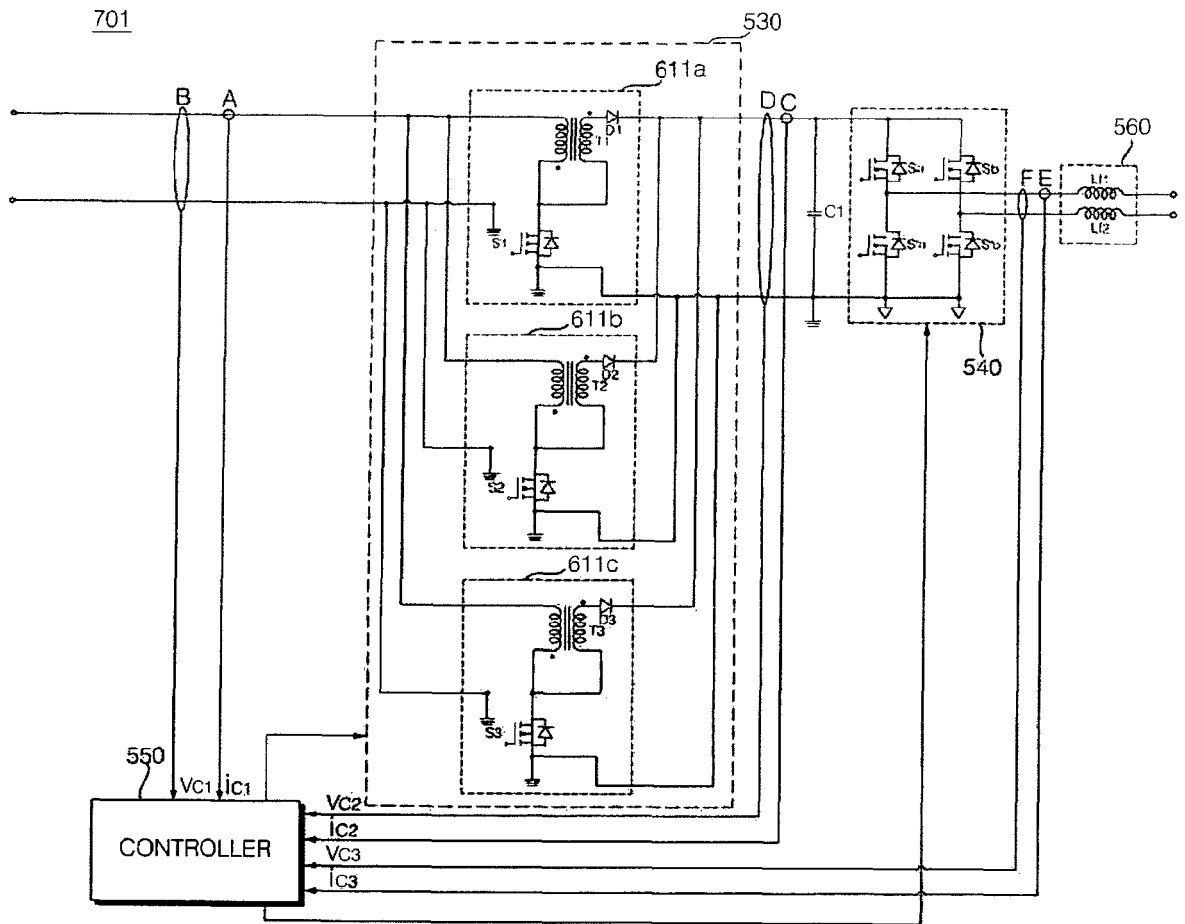 701
530
611a
B A
D C
T1
D1
560
Lf1
Lf2
F E
C1
S1
611b
540
D2
T2
611c
D3
T3
S3
550
Vc1 ic1
CONTROLLER
Vc2
ic2
Vc3
ic3